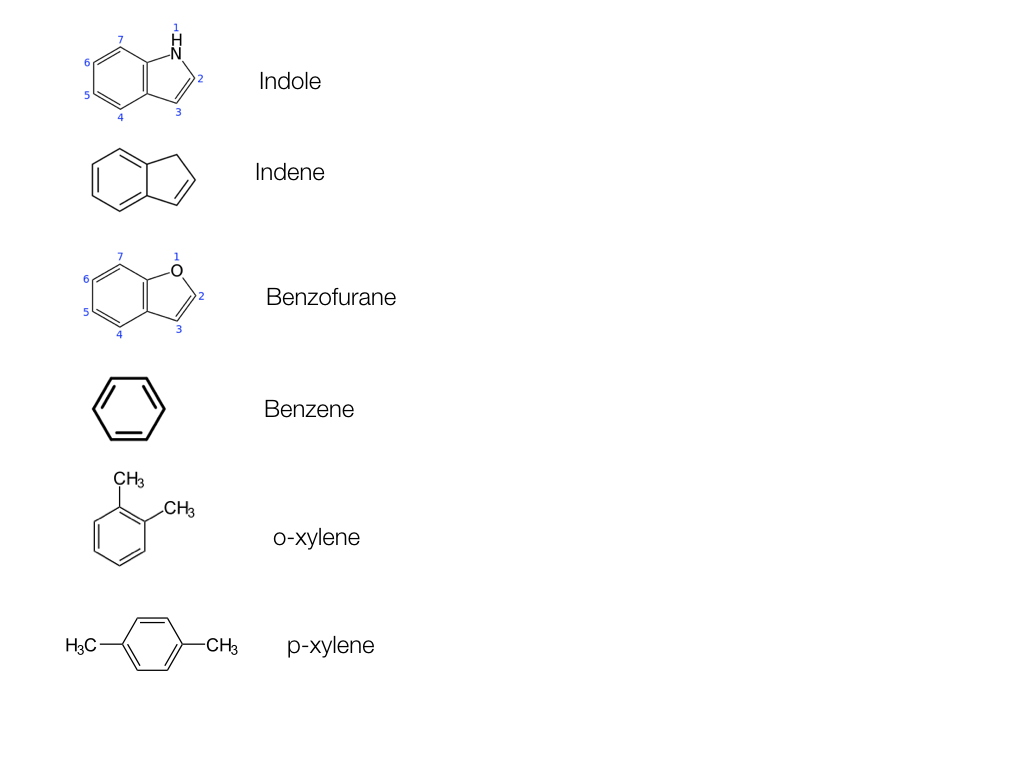 1
H
N
7
6
2
5
3
4
Indole
Indene
1
O
7
6
2
5
3
4
Benzofurane
Benzene
CH3
CH3
o-xylene
H3C
CH3
p-xylene